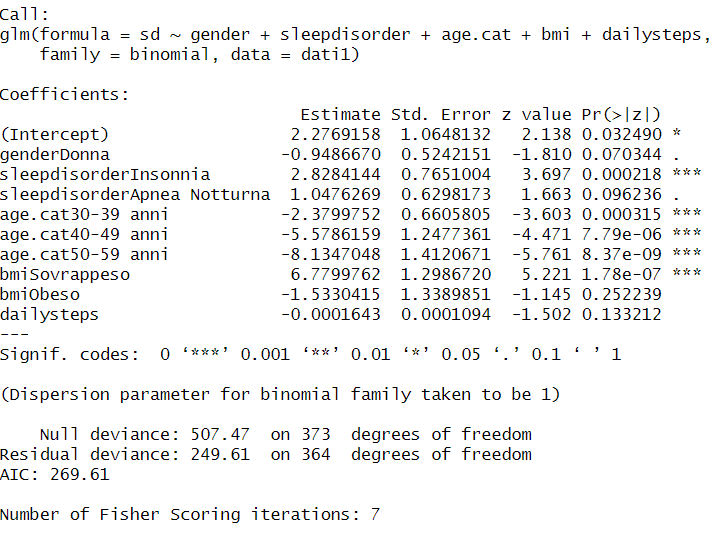 Call:
glm(formula = sd ~ gender + sleepdisorder + age.cat + bmi + dailysteps,
    family = binomial, data = dati1)

Coefficients:
                              Estimate Std. Error z value Pr(>|z|)
(Intercept)                  2.2769158  1.0648132   2.138 0.032490 *
genderDonna                 -0.9486670  0.5242151  -1.810 0.070344 .
sleepdisorderInsonnia        2.8284144  0.7651004   3.697 0.000218 ***
sleepdisorderApnea Notturna  1.0476269  0.6298173   1.663 0.096236 .
age.cat30-39 anni           -2.3799752  0.6605805  -3.603 0.000315 ***
age.cat40-49 anni           -5.5786159  1.2477361  -4.471 7.79e-06 ***
age.cat50-59 anni           -8.1347048  1.4120671  -5.761 8.37e-09 ***
bmiSovrappeso                6.7799762  1.2986720   5.221 1.78e-07 ***
bmiObeso                    -1.5330415  1.3389851  -1.145 0.252239
dailysteps                  -0.0001643  0.0001094  -1.502 0.133212
---
Signif. codes:  0 ‘***’ 0.001 ‘**’ 0.01 ‘*’ 0.05 ‘.’ 0.1 ‘ ’ 1

(Dispersion parameter for binomial family taken to be 1)

    Null deviance: 507.47  on 373  degrees of freedom
Residual deviance: 249.61  on 364  degrees of freedom
AIC: 269.61

Number of Fisher Scoring iterations: 7